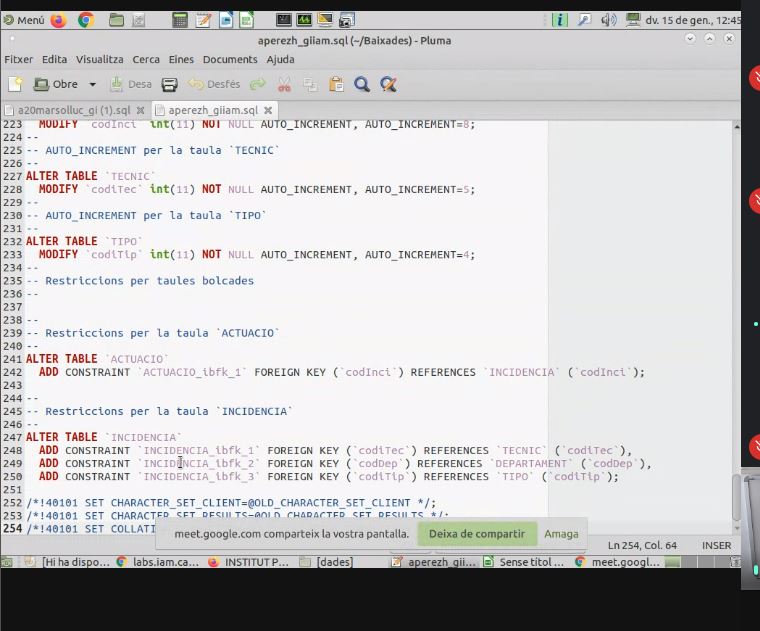 Menú dv. 15 de gen., 12:45
aperezh_giiam.sql (~/Baixades) - Pluma
Fitxer Edita Visualitza Cerca Eines Documents Ajuda
Obre Desa Desfés
a20marsolluc_gi (1).sql aperezh_giiam.sql
223 MODIFY `codInci` int(11) NOT NULL AUTO_INCREMENT, AUTO_INCREMENT=8;
224 --
225 -- AUTO_INCREMENT per la taula `TECNIC`
226 --
227 ALTER TABLE `TECNIC`
228 MODIFY `codiTec` int(11) NOT NULL AUTO_INCREMENT, AUTO_INCREMENT=5;
229 --
230 -- AUTO_INCREMENT per la taula `TIPO`
231 --
232 ALTER TABLE `TIPO`
233 MODIFY `codiTip` int(11) NOT NULL AUTO_INCREMENT, AUTO_INCREMENT=4;
234 --
235 -- Restriccions per taules bolcades
236 --
237
238 --
239 -- Restriccions per la taula `ACTUACIO`
240 --
241 ALTER TABLE `ACTUACIO`
242 ADD CONSTRAINT `ACTUACIO_ibfk_1` FOREIGN KEY (`codInci`) REFERENCES `INCIDENCIA` (`codInci`);
243
244 --
245 -- Restriccions per la taula `INCIDENCIA`
246 --
247 ALTER TABLE `INCIDENCIA`
248 ADD CONSTRAINT `INCIDENCIA_ibfk_1` FOREIGN KEY (`codiTec`) REFERENCES `TECNIC` (`codiTec`),
249 ADD CONSTRAINT `INCIDENCIA_ibfk_2` FOREIGN KEY (`codDep`) REFERENCES `DEPARTAMENT` (`codDep`),
250 ADD CONSTRAINT `INCIDENCIA_ibfk_3` FOREIGN KEY (`codiTip`) REFERENCES `TIPO` (`codiTip`);
251
252 /*!40101 SET CHARACTER_SET_CLIENT=@OLD_CHARACTER_SET_CLIENT */;
253 /*!40101 SET CHARACTER_SET_RESULTS=@OLD_CHARACTER_SET_RESULTS */;
254 /*!40101 SET COLLATI
meet.google.com comparteix la vostra pantalla. Deixa de compartir Amaga
Ln 254, Col. 64 INSER
[Hi ha dispo... labs.iam.ca... INSTITUT P... [dades] aperezh_gii... Sense títol ... meet.googl...